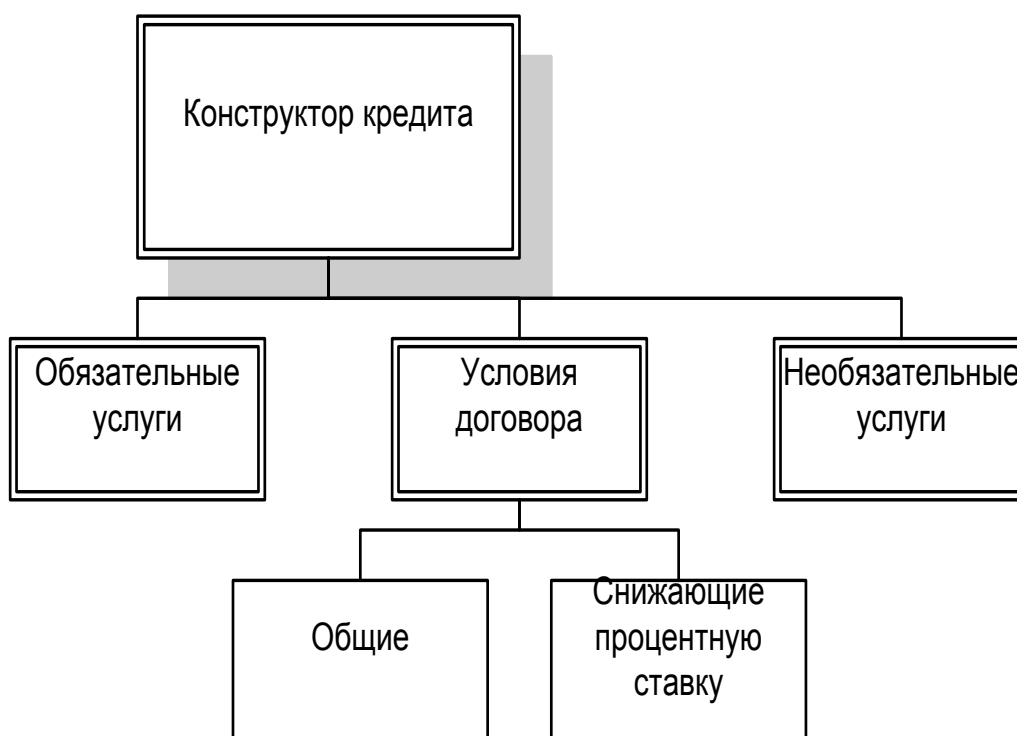 Конструктор кредита
Обязательные
услуги
Условия
договора
Необязательные
услуги
Общие
Снижающие
процентную
ставку